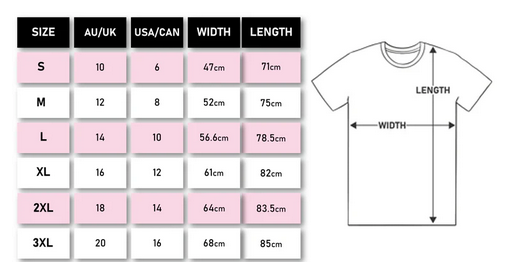 SIZE AU/UK USA/CAN WIDTH LENGTH
S 10 6 47cm 71cm
M 12 8 52cm 75cm
L 14 10 56.6cm 78.5cm
XL 16 12 61cm 82cm
2XL 18 14 64cm 83.5cm
3XL 20 16 68cm 85cm
LENGTH
WIDTH